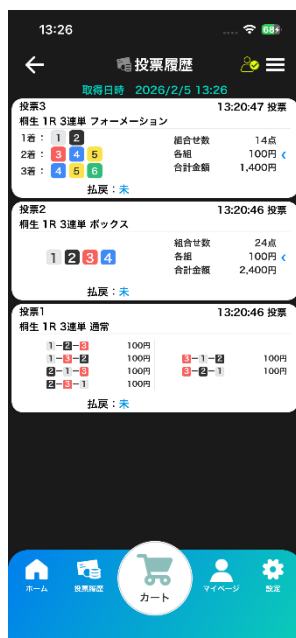 13:26
68
投票履歴
取得日時 2026/2/5 13:26
投票3 13:20:47 投票
桐生 1R 3連単 フォーメーション
1着： 1 2 組合せ数 14点
2着： 3 4 5 各組 100円
3着： 4 5 6 合計金額 1,400円
払戻：未
投票2 13:20:46 投票
桐生 1R 3連単 ボックス
組合せ数 24点
1 2 3 4 各組 100円
合計金額 2,400円
払戻：未
投票1 13:20:46 投票
桐生 1R 3連単 通常
1-2-3 100円
1-3-2 100円 3-1-2 100円
2-1-3 100円 3-2-1 100円
2-3-1 100円
払戻：未
ホーム 投票履歴 カート マイページ 設定